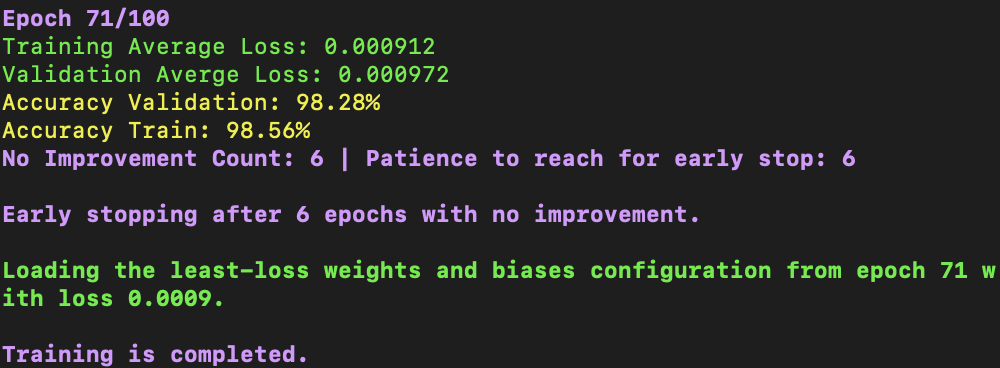 Epoch 71/100
Training Average Loss: 0.000912
Validation Averge Loss: 0.000972
Accuracy Validation: 98.28%
Accuracy Train: 98.56%
No Improvement Count: 6 | Patience to reach for early stop: 6
Early stopping after 6 epochs with no improvement.
Loading the least-loss weights and biases configuration from epoch 71 w
ith loss 0.0009.
Training is completed.